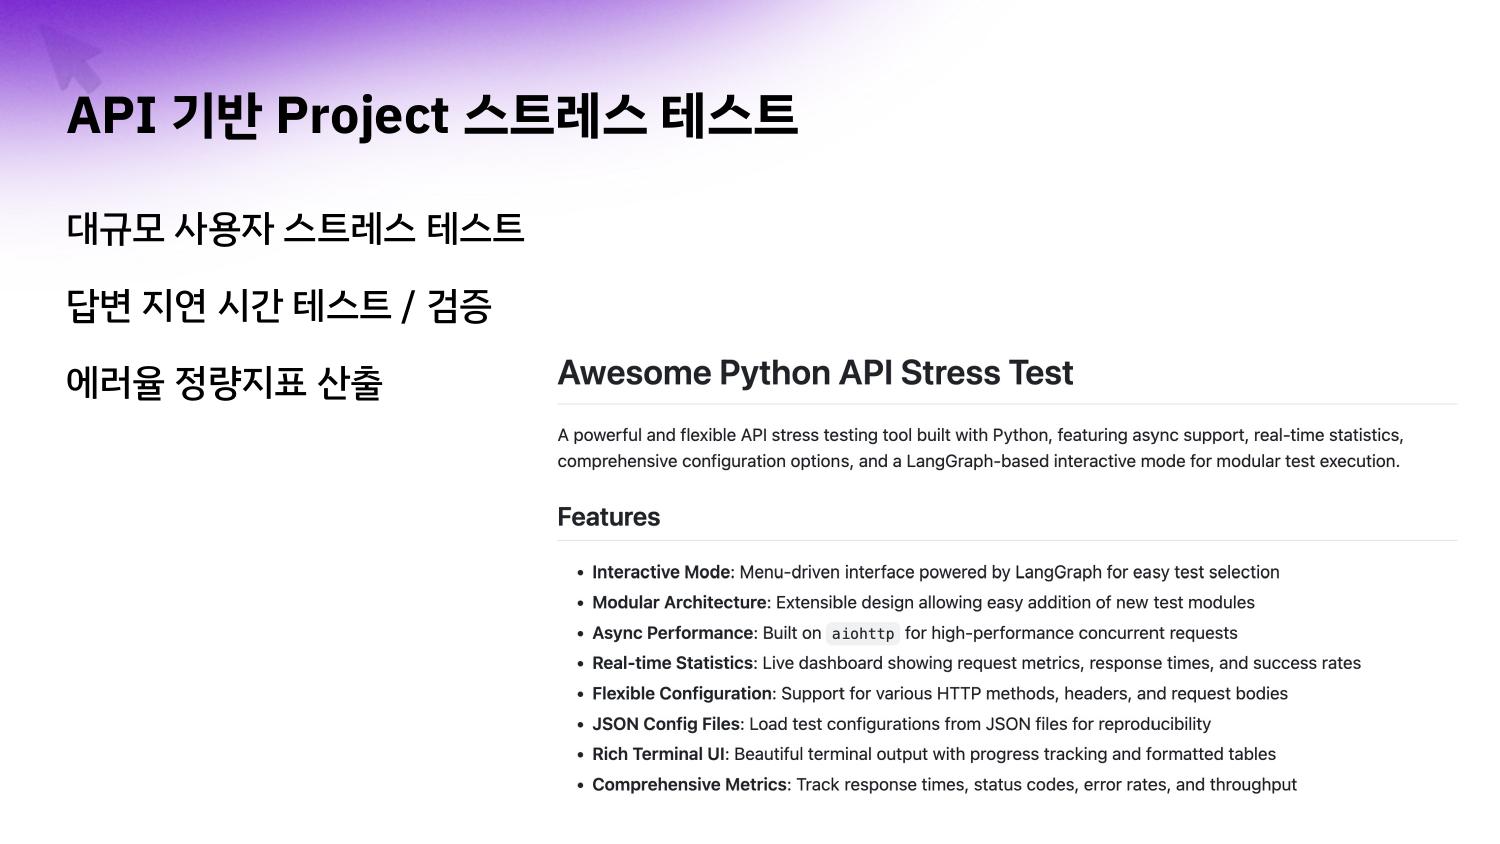 API 기반 Project 스트레스 테스트
대규모 사용자 스트레스 테스트
답변 지연 시간 테스트 / 검증
에러율 정량지표 산출
Awesome Python API Stress Test
A powerful and flexible API stress testing tool built with Python, featuring async support, real-time statistics,
comprehensive configuration options, and a LangGraph-based interactive mode for modular test execution.
Features
• Interactive Mode: Menu-driven interface powered by LangGraph for easy test selection
• Modular Architecture: Extensible design allowing easy addition of new test modules
• Async Performance: Built on aiohttp for high-performance concurrent requests
• Real-time Statistics: Live dashboard showing request metrics, response times, and success rates
• Flexible Configuration: Support for various HTTP methods, headers, and request bodies
• JSON Config Files: Load test configurations from JSON files for reproducibility
• Rich Terminal UI: Beautiful terminal output with progress tracking and formatted tables
• Comprehensive Metrics: Track response times, status codes, error rates, and throughput